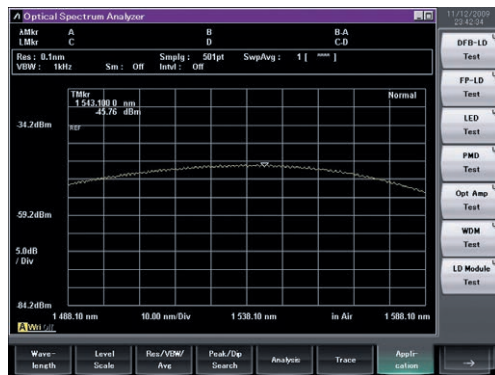 Optical Spectrum Analyzer
11/12/2009
23:42:34
λMkr A B B-A
LMkr C D C-D
Res : 0.1nm Smplg : 501pt SwpAvg : 1 [ **** ]
VBW : 1kHz Sm : Off Intvl : Off
TMkr
1 543.100 0 nm
-45.76 dBm
Normal
REF
-34.2dBm
-59.2dBm
5.0dB
/ Div
-84.2dBm
1 488.10 nm 10.00 nm/Div 1 538.10 nm in Air 1 588.10 nm
A Wri
DFB-LD
Test
FP-LD
Test
LED
Test
PMD
Test
Opt Amp
Test
WDM
Test
LD Module
Test
Wave-
length
Level
Scale
Res/VBW/
Avg
Peak/Dip
Search
Analysis
Trace
Appli-
cation
→